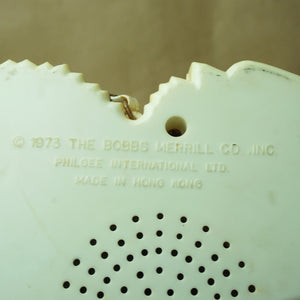 © 1973 THE BOBBS MERRILL CO. INC.
PHILGEE INTERNATIONAL LTD.
MADE IN HONG KONG